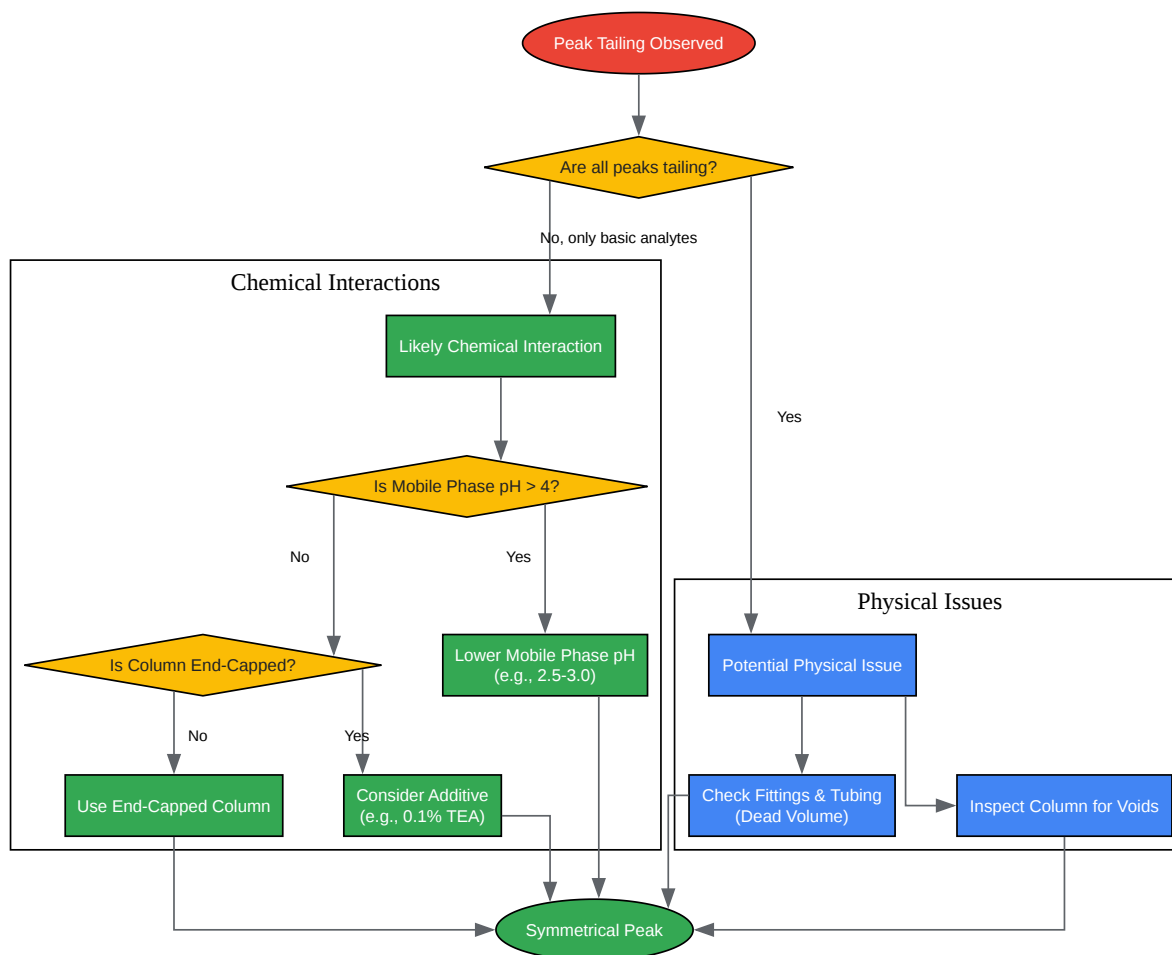 Peak Tailing Observed
Are all peaks tailing?
No, only basic analytes
Chemical Interactions
Likely Chemical Interaction
Yes
Is Mobile Phase pH > 4?
No
Yes
Physical Issues
Is Column End-Capped?
Lower Mobile Phase pH
(e.g., 2.5-3.0)
Potential Physical Issue
No
Yes
Use End-Capped Column
Consider Additive
(e.g., 0.1% TEA)
Check Fittings & Tubing
(Dead Volume)
Inspect Column for Voids
Symmetrical Peak